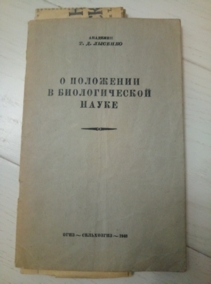 академик
Т. Д. ЛЫСЕНКО
О ПОЛОЖЕНИИ
В БИОЛОГИЧЕСКОЙ
НАУКЕ
ОГИЗ — СЕЛЬХОЗГИЗ — 1948